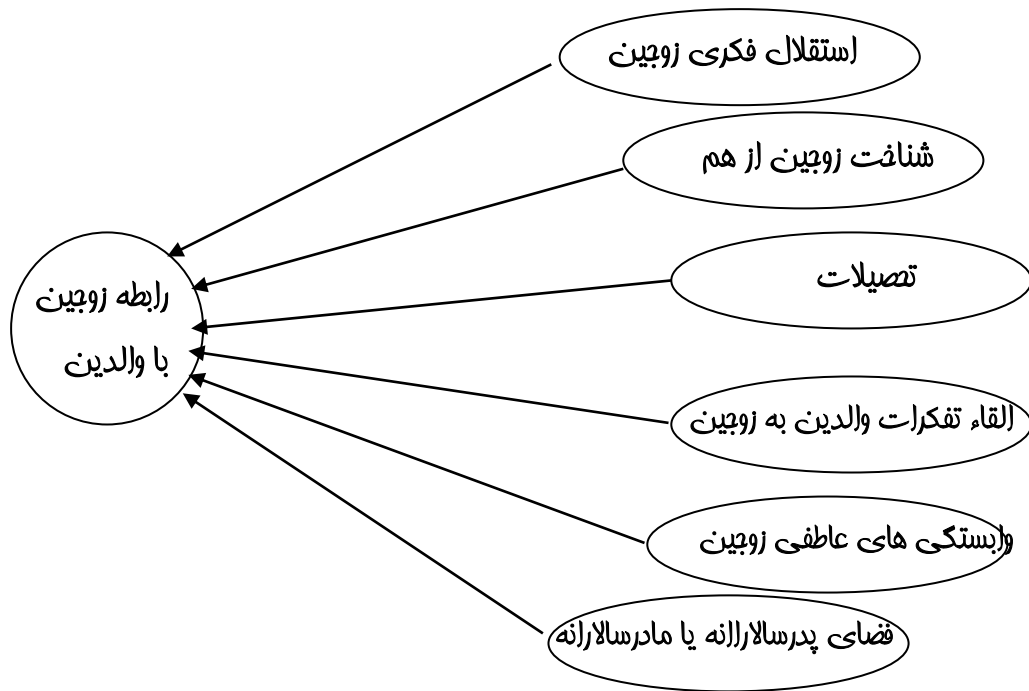 استقلال فکری زوجین
شناخت زوجین از هم
تحصیلات
رابطه زوجین
با والدین
القاء تفکرات والدین به زوجین
وابستگی های عاطفی زوجین
فضای پدرسالاراانه یا مادرسالارانه